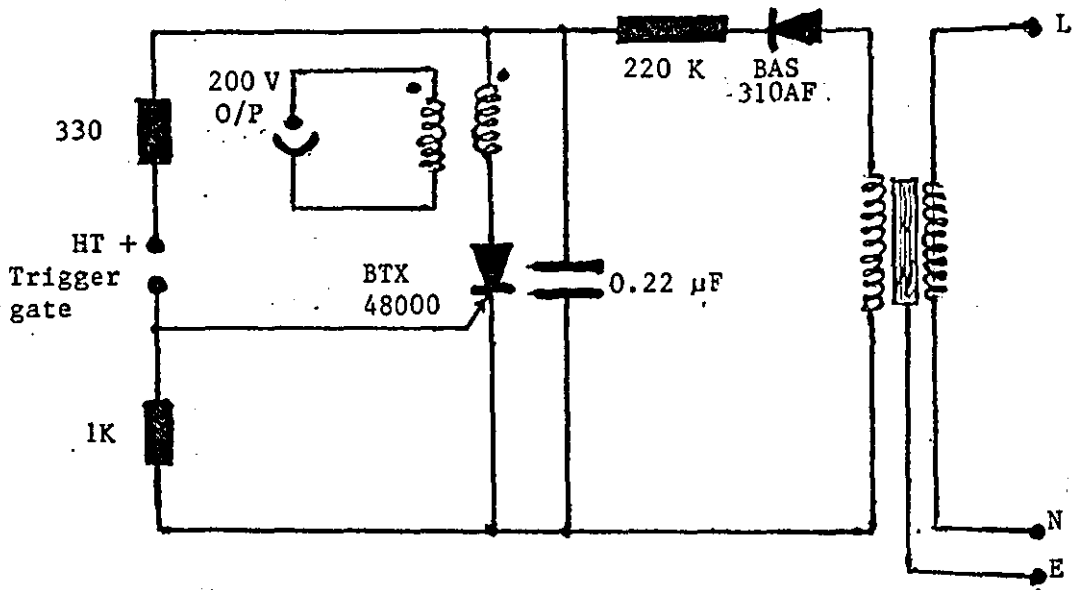 L
220 K
BAS
310AF
200 V
O/P
330
HT +
Trigger
gate
BTX
48000
0.22 µF
1K
N
E